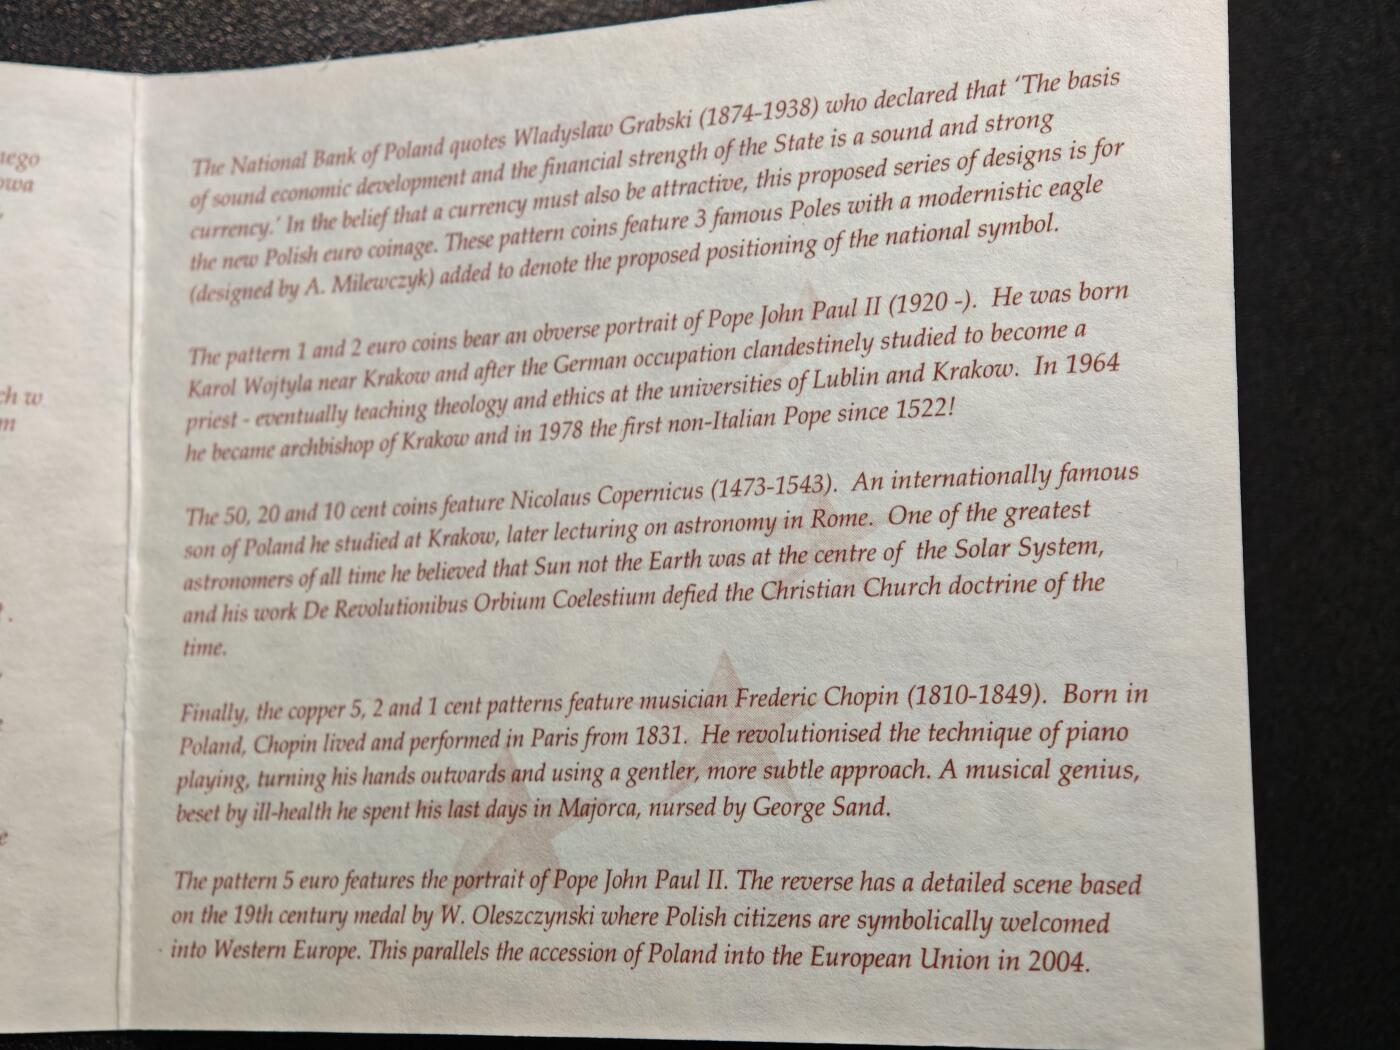 nego
owa
ch w
m
e
The National Bank of Poland quotes Wladyslaw Grabski (1874-1938) who declared that ‘The basis
of sound economic development and the financial strength of the State is a sound and strong
currency.’ In the belief that a currency must also be attractive, this proposed series of designs is for
the new Polish euro coinage. These pattern coins feature 3 famous Poles with a modernistic eagle
(designed by A. Milewczyk) added to denote the proposed positioning of the national symbol.
The pattern 1 and 2 euro coins bear an obverse portrait of Pope John Paul II (1920 -).  He was born
Karol Wojtyla near Krakow and after the German occupation clandestinely studied to become a
priest - eventually teaching theology and ethics at the universities of Lublin and Krakow.  In 1964
he became archbishop of Krakow and in 1978 the first non-Italian Pope since 1522!
The 50, 20 and 10 cent coins feature Nicolaus Copernicus (1473-1543).  An internationally famous
son of Poland he studied at Krakow, later lecturing on astronomy in Rome.  One of the greatest
astronomers of all time he believed that Sun not the Earth was at the centre of  the Solar System,
and his work De Revolutionibus Orbium Coelestium defied the Christian Church doctrine of the
time.
Finally, the copper 5, 2 and 1 cent patterns feature musician Frederic Chopin (1810-1849).  Born in
Poland, Chopin lived and performed in Paris from 1831.  He revolutionised the technique of piano
playing, turning his hands outwards and using a gentler, more subtle approach. A musical genius,
beset by ill-health he spent his last days in Majorca, nursed by George Sand.
The pattern 5 euro features the portrait of Pope John Paul II. The reverse has a detailed scene based
on the 19th century medal by W. Oleszczynski where Polish citizens are symbolically welcomed
into Western Europe. This parallels the accession of Poland into the European Union in 2004.